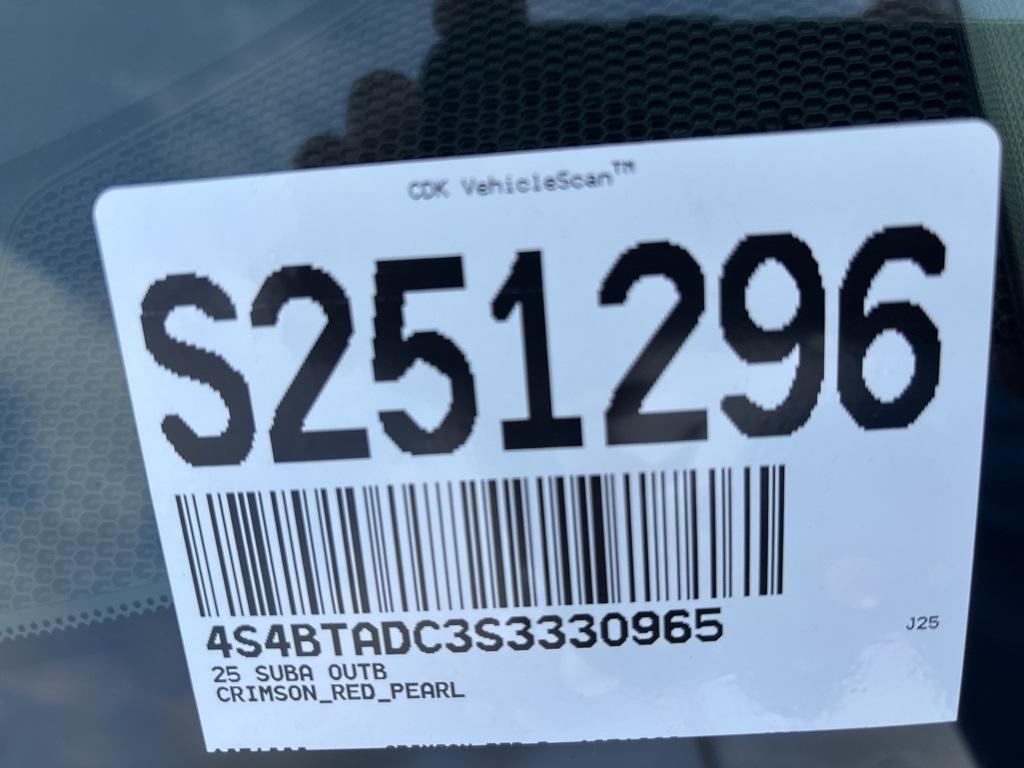 CDK VehicleScan™
S251296
4S4BTADC3S3330965
J25
25 SUBA OUTB
CRIMSON_RED_PEARL